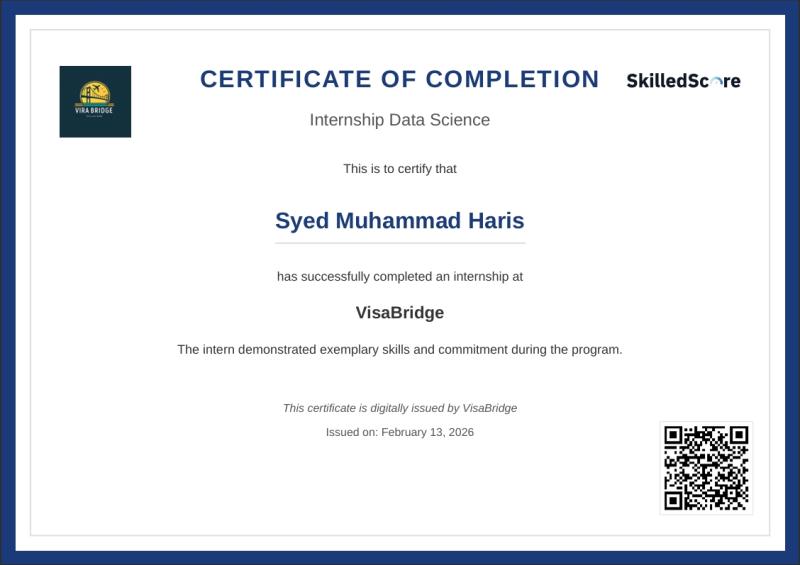 CERTIFICATE OF COMPLETION
SkilledScore
VIRA BRIDGE
Internship Data Science
This is to certify that
Syed Muhammad Haris
has successfully completed an internship at
VisaBridge
The intern demonstrated exemplary skills and commitment during the program.
This certificate is digitally issued by VisaBridge
Issued on: February 13, 2026